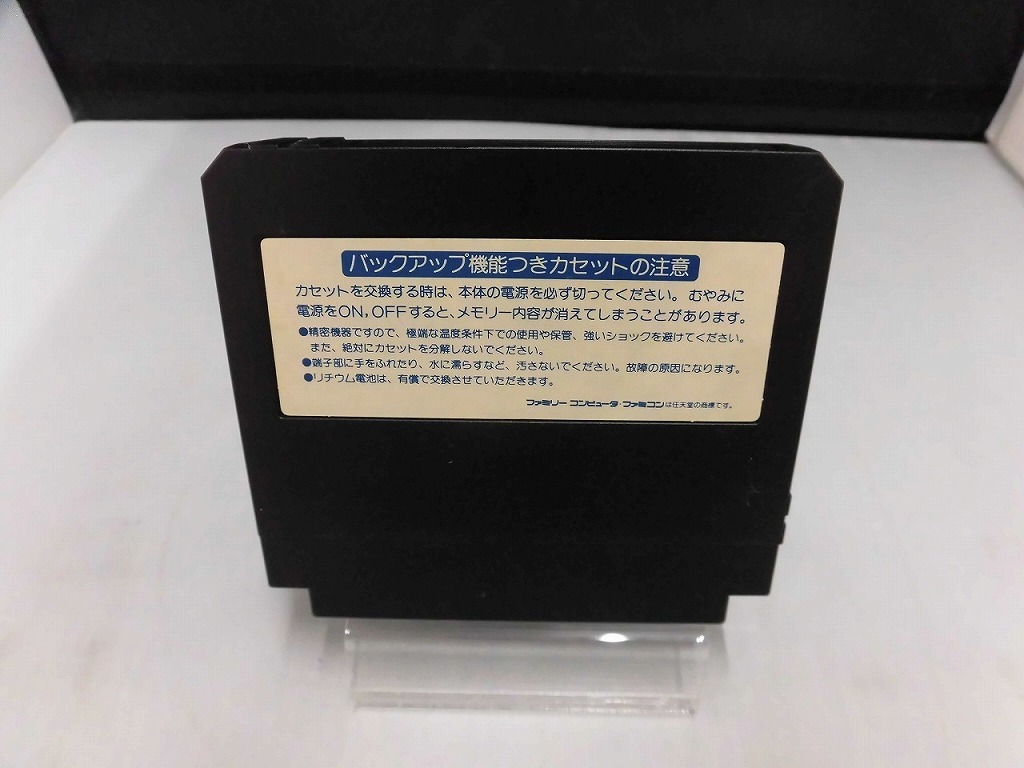 バックアップ機能つきカセットの注意
カセットを交換する時は、本体の電源を必ず切ってください。むやみに
電源をON,OFFすると、メモリー内容が消えてしまうことがあります。
●精密機器ですので、極端な温度条件下での使用や保管、強いショックを避けてください。
また、絶対にカセットを分解しないでください。
●端子部に手をふれたり、水に濡らすなど、汚さないでください。故障の原因になります。
●リチウム電池は、有償で交換させていただきます。
ファミリーコンピュータ・ファミコンは任天堂の商標です。